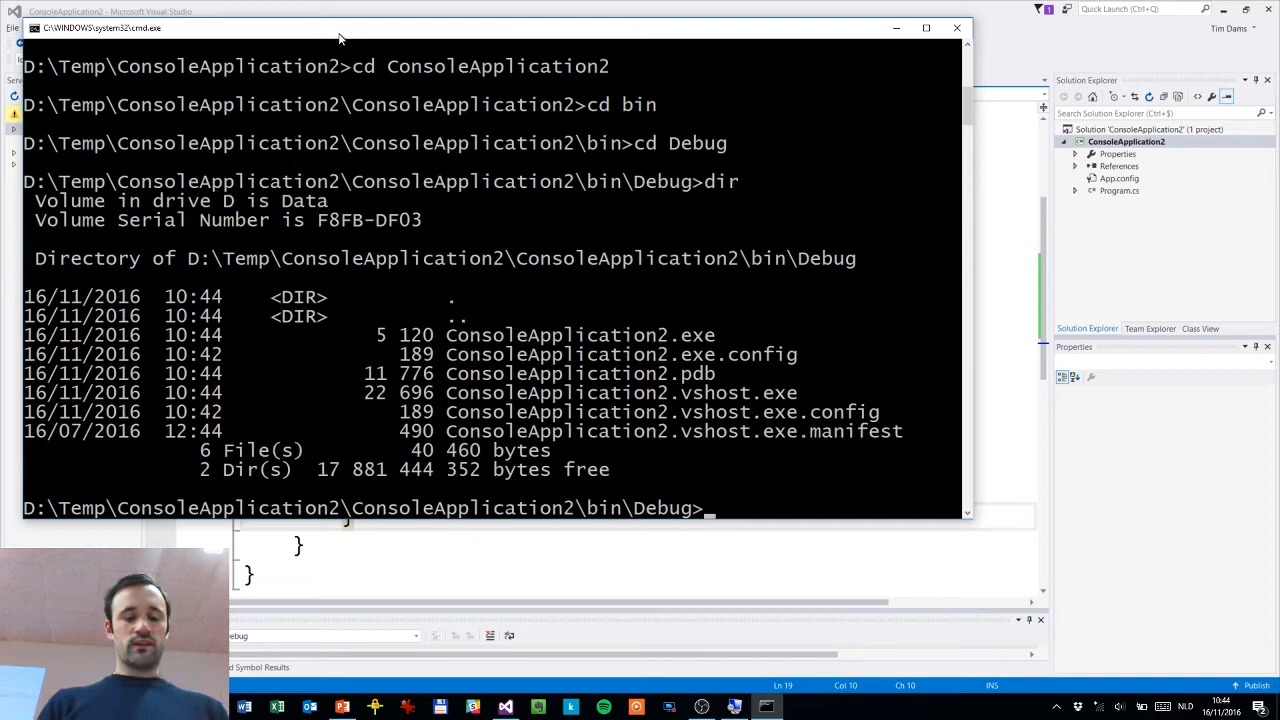 ConsoleApplication2 - Microsoft Visual Studio
1
Quick Launch (Ctrl+Q)
File
Tim Dams
C:\WINDOWS\system32\cmd.exe
D:\Temp\ConsoleApplication2>cd ConsoleApplication2
D:\Temp\ConsoleApplication2\ConsoleApplication2>cd bin
D:\Temp\ConsoleApplication2\ConsoleApplication2\bin>cd Debug
D:\Temp\ConsoleApplication2\ConsoleApplication2\bin\Debug>dir
Volume in drive D is Data
Volume Serial Number is F8FB-DF03
Directory of D:\Temp\ConsoleApplication2\ConsoleApplication2\bin\Debug
16/11/2016 10:44 <DIR> .
16/11/2016 10:44 <DIR> ..
16/11/2016 10:44 5 120 ConsoleApplication2.exe
16/11/2016 10:42 189 ConsoleApplication2.exe.config
16/11/2016 10:44 11 776 ConsoleApplication2.pdb
16/11/2016 10:44 22 696 ConsoleApplication2.vshost.exe
16/11/2016 10:42 189 ConsoleApplication2.vshost.exe.config
16/07/2016 12:44 490 ConsoleApplication2.vshost.exe.manifest
6 File(s) 40 460 bytes
2 Dir(s) 17 881 444 352 bytes free
D:\Temp\ConsoleApplication2\ConsoleApplication2\bin\Debug>_
}
}
}
Solution Explorer
Search Solution Explorer (Ctrl+$)
Solution 'ConsoleApplication2' (1 project)
ConsoleApplication2
Properties
References
App.config
Program.cs
Solution Explorer Team Explorer Class View
Properties
ebug
d Symbol Results
Ln 19 Col 10 Ch 10 INS
Publish
10:44
16/11/2016